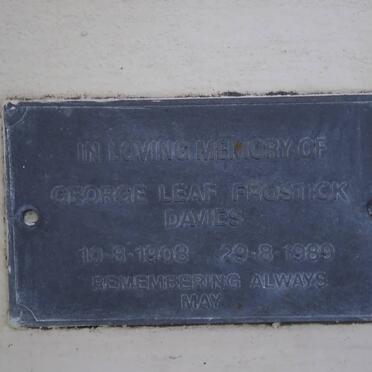 IN LOVING MEMORY OF
GEORGE LEAF FROSTICK
DAVIES
10-8-1908 29-8-1989
REMEMBERING ALWAYS
MAY